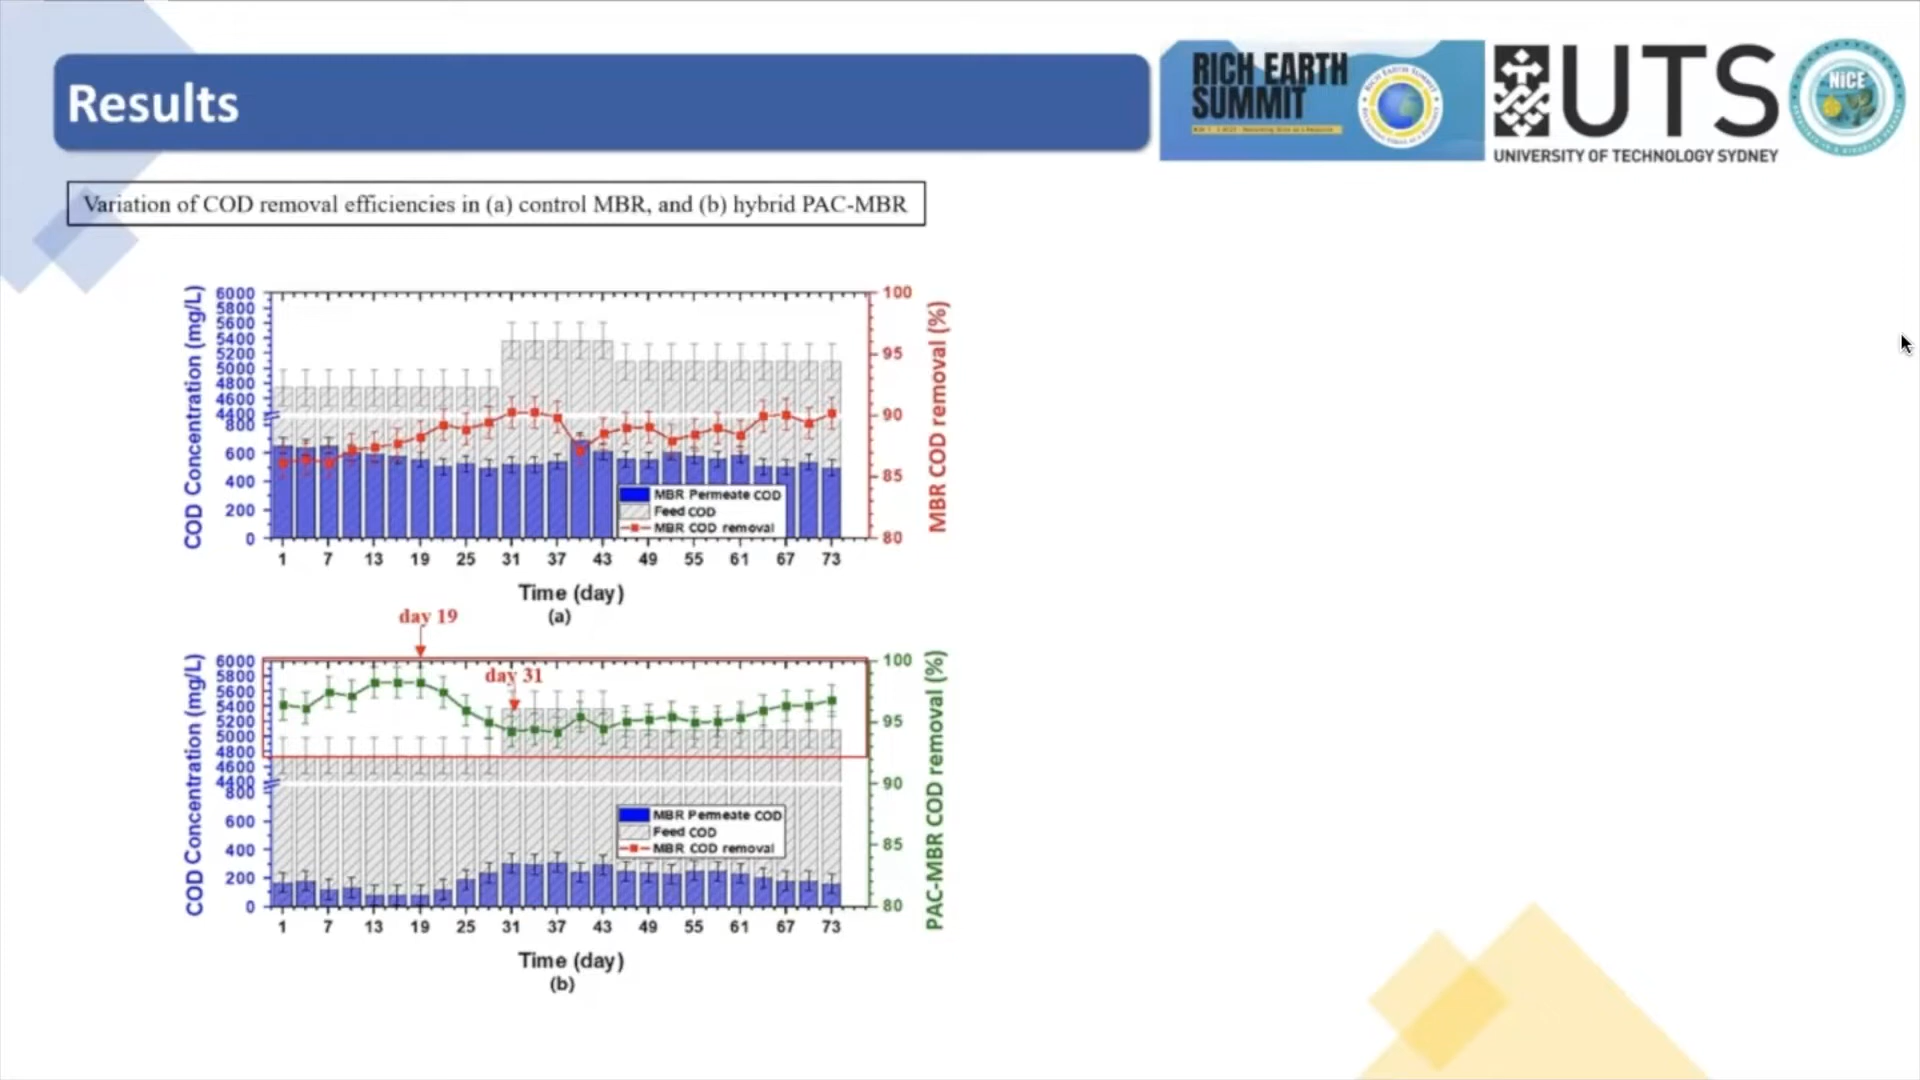 Results
RICH EARTH
SUMMIT
UTS
UNIVERSITY OF TECHNOLOGY SYDNEY
NiCE
Variation of COD removal efficiencies in (a) control MBR, and (b) hybrid PAC-MBR
COD Concentration (mg/L)
6000
5800
5600
5400
5200
5000
4800
4600
4400
800
600
400
200
0
100
95
90
85
80
MBR COD removal (%)
MBR Permeate COD
Feed COD
MBR COD removal
1 7 13 19 25 31 37 43 49 55 61 67 73
Time (day)
(a)
day 19
day 31
COD Concentration (mg/L)
6000
5800
5600
5400
5200
5000
4800
4600
4400
800
600
400
200
0
100
95
90
85
80
PAC-MBR COD removal (%)
MBR Permeate COD
Feed COD
MBR COD removal
1 7 13 19 25 31 37 43 49 55 61 67 73
Time (day)
(b)